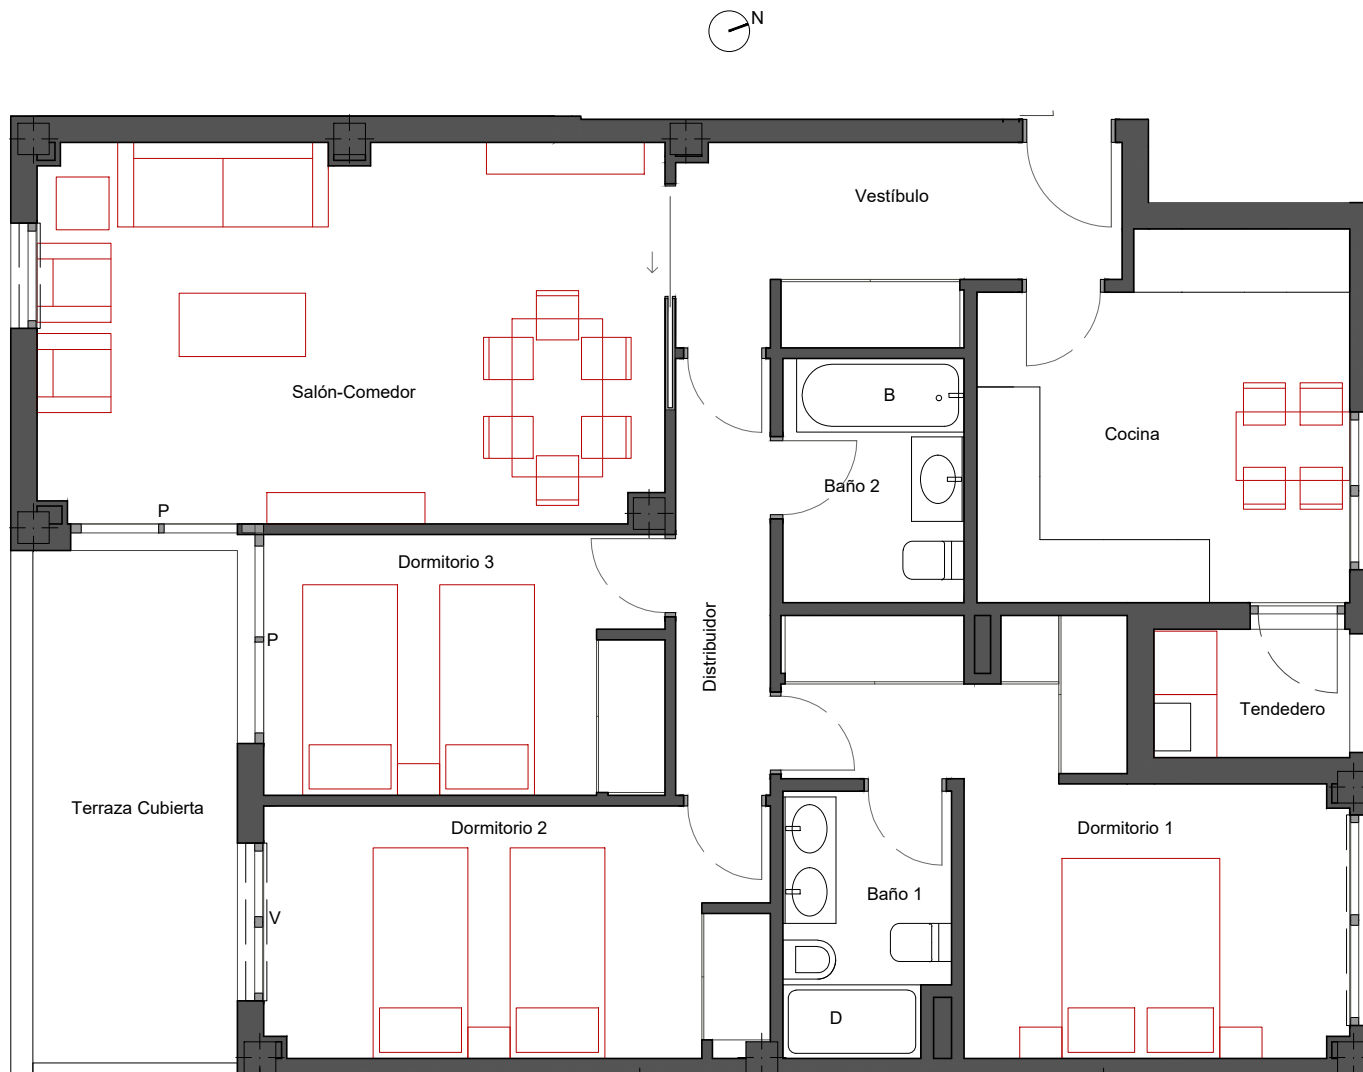 N
Vestíbulo
Salón-Comedor
B
Cocina
Baño 2
P
Dormitorio 3
P
Distribuidor
Tendedero
Terraza Cubierta
Dormitorio 2
Dormitorio 1
Baño 1
V
D